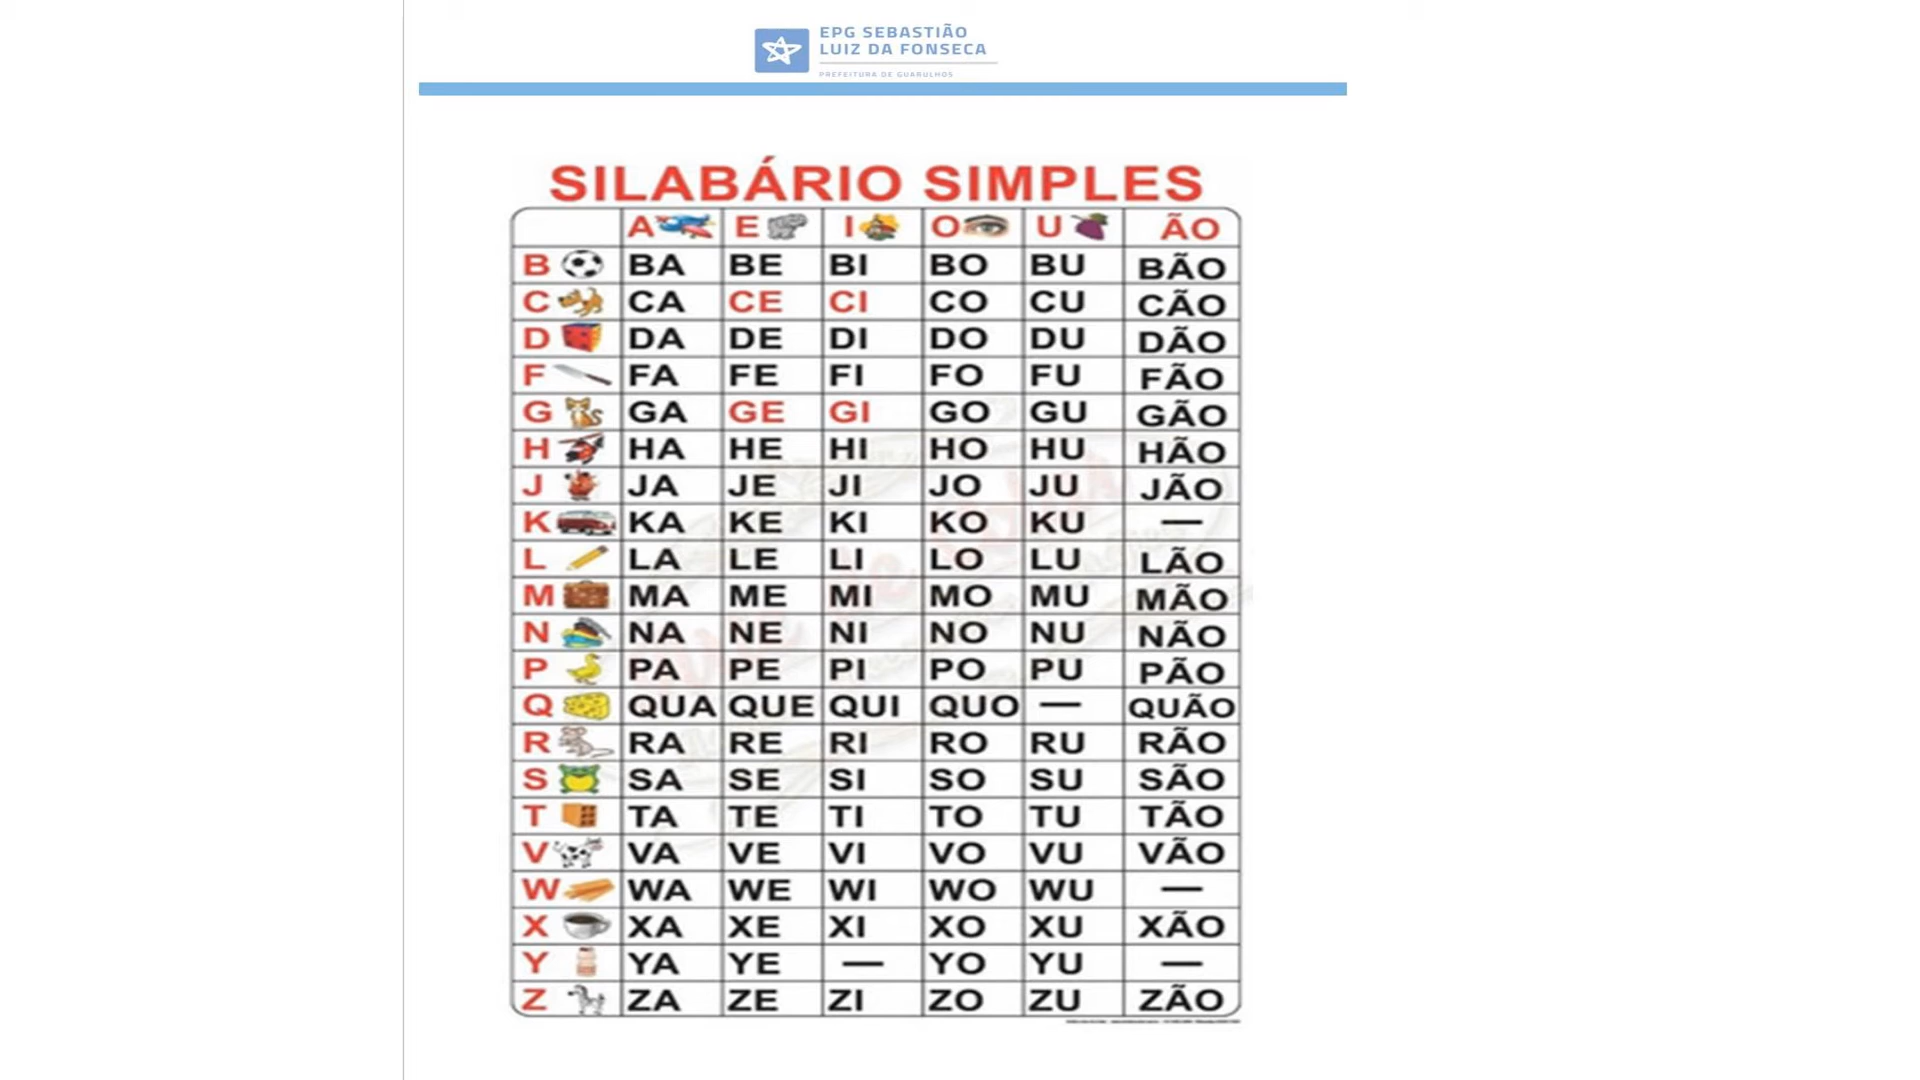 EPG SEBASTIÃO
LUIZ DA FONSECA
PREFEITURA DE GUARULHOS
SILABÁRIO SIMPLES
A E I O U ÃO
B BA BE BI BO BU BÃO
C CA CE CI CO CU CÃO
D DA DE DI DO DU DÃO
F FA FE FI FO FU FÃO
G GA GE GI GO GU GÃO
H HA HE HI HO HU HÃO
J JA JE JI JO JU JÃO
K KA KE KI KO KU —
L LA LE LI LO LU LÃO
M MA ME MI MO MU MÃO
N NA NE NI NO NU NÃO
P PA PE PI PO PU PÃO
Q QUA QUE QUI QUO — QUÃO
R RA RE RI RO RU RÃO
S SA SE SI SO SU SÃO
T TA TE TI TO TU TÃO
V VA VE VI VO VU VÃO
W WA WE WI WO WU —
X XA XE XI XO XU XÃO
Y YA YE — YO YU —
Z ZA ZE ZI ZO ZU ZÃO